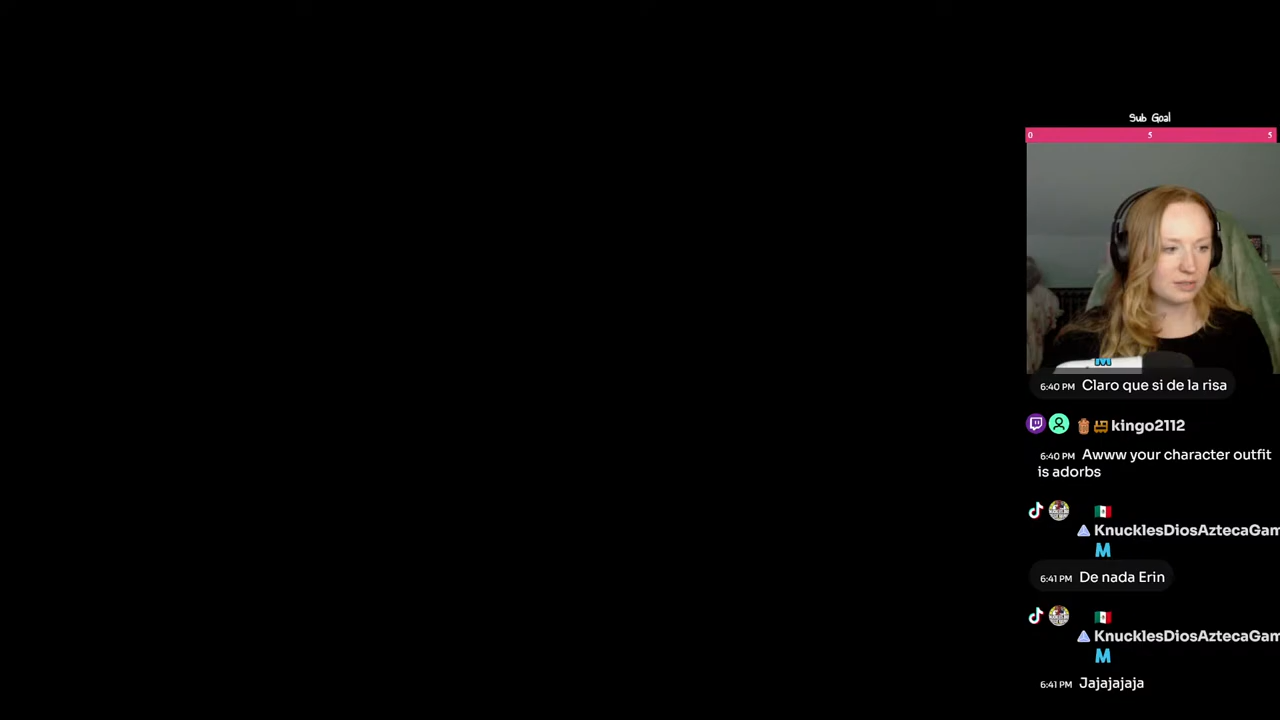 Sub Goal
0 5 5
M
6:40 PM Claro que si de la risa
kingo2112
6:40 PM Awww your character outfit
is adorbs
KnucklesDiosAztecaGam
M
6:41 PM De nada Erin
KnucklesDiosAztecaGam
M
6:41 PM Jajajajaja